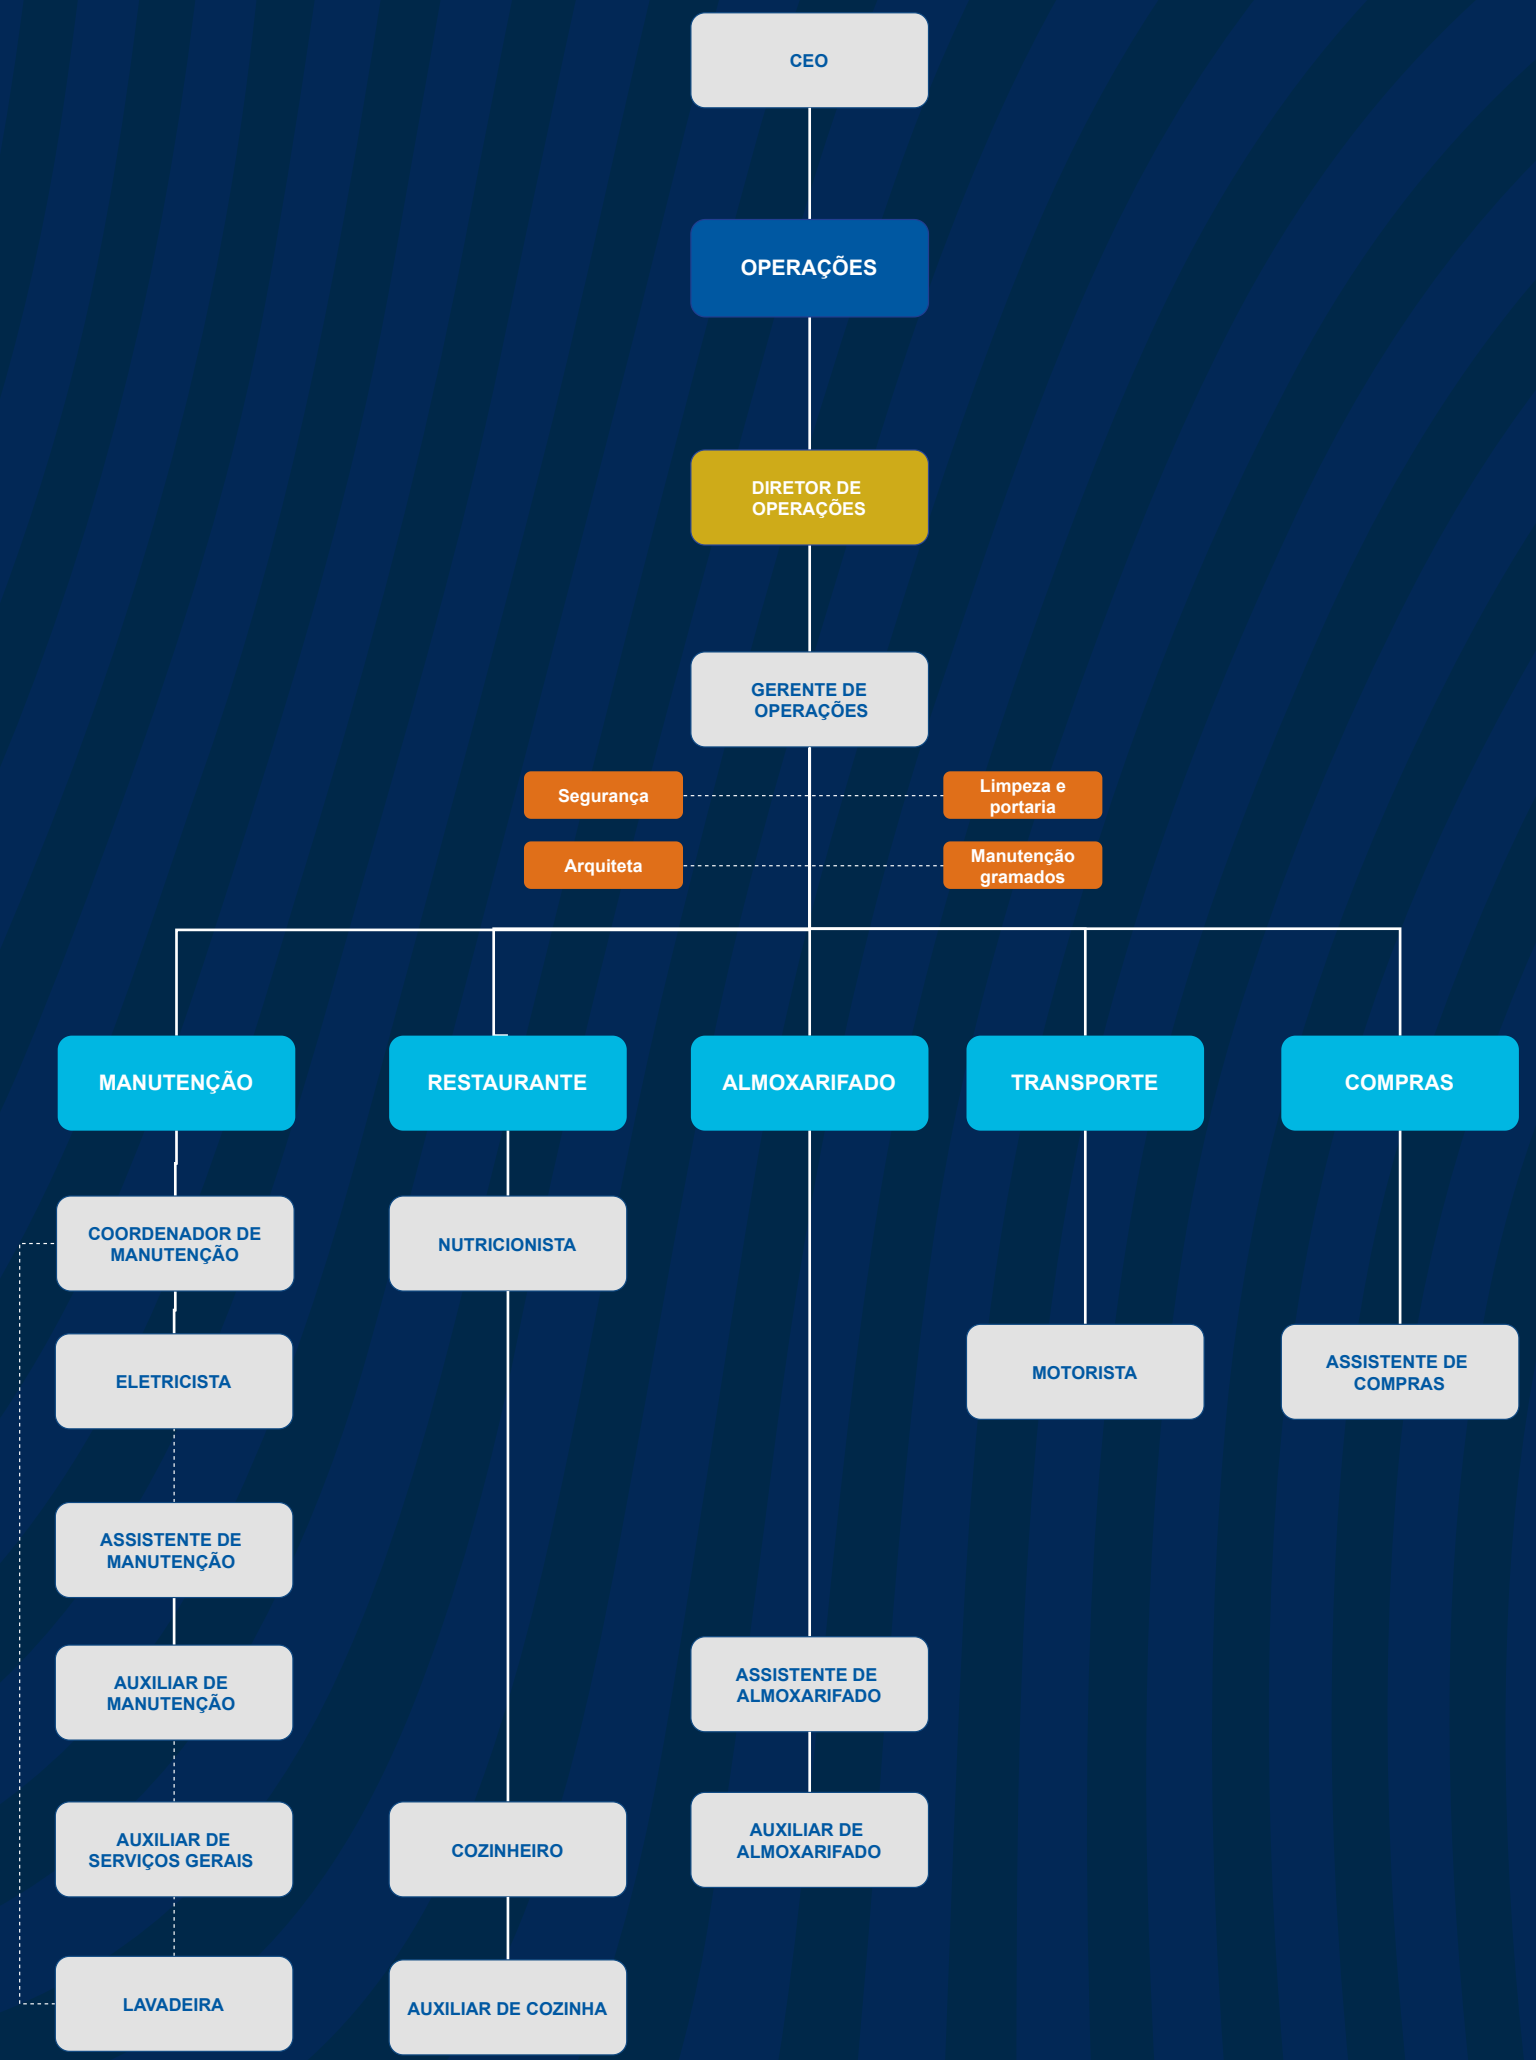 CEO
OPERAÇÕES
DIRETOR DE
OPERAÇÕES
GERENTE DE
OPERAÇÕES
Segurança
Limpeza e
portaria
Arquiteta
Manutenção
gramados
MANUTENÇÃO
RESTAURANTE
ALMOXARIFADO
TRANSPORTE
COMPRAS
COORDENADOR DE
MANUTENÇÃO
NUTRICIONISTA
ELETRICISTA
MOTORISTA
ASSISTENTE DE
COMPRAS
ASSISTENTE DE
MANUTENÇÃO
AUXILIAR DE
MANUTENÇÃO
ASSISTENTE DE
ALMOXARIFADO
AUXILIAR DE
SERVIÇOS GERAIS
COZINHEIRO
AUXILIAR DE
ALMOXARIFADO
LAVADEIRA
AUXILIAR DE COZINHA